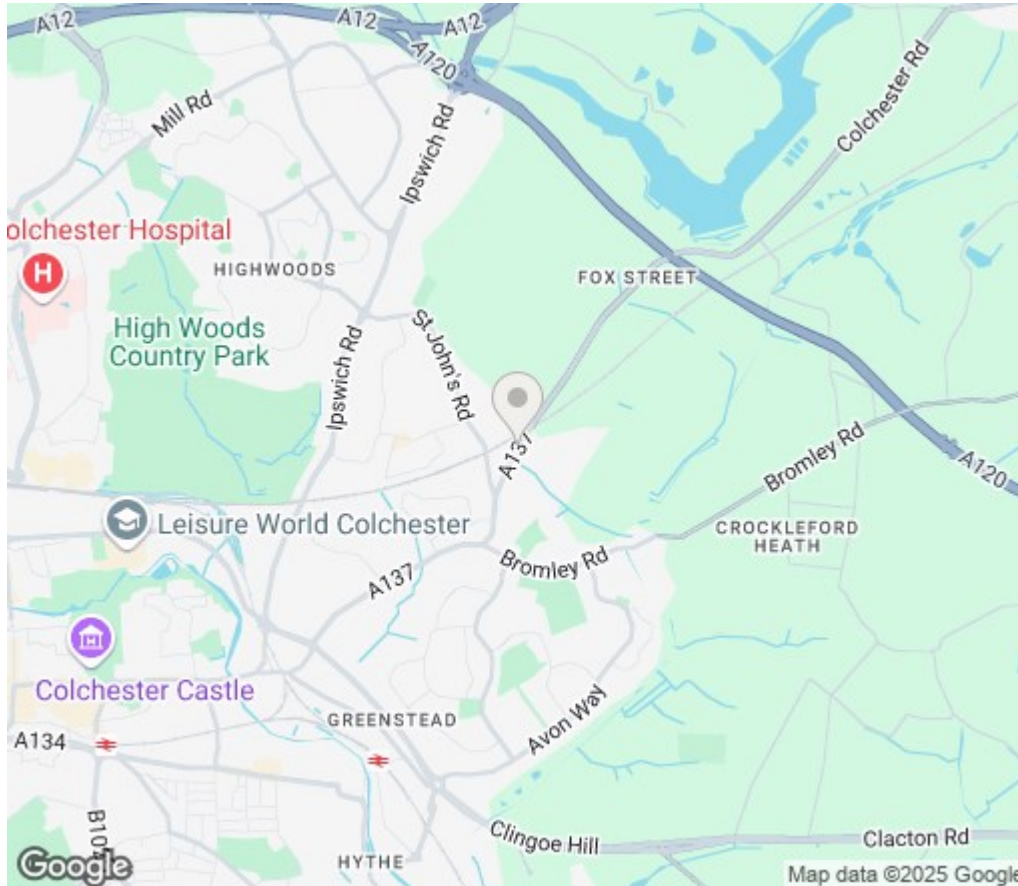 A12
A12
A12
A120
Mill Rd
Ipswich Rd
Colchester Rd
olchester Hospital
H
HIGHWOODS
FOX STREET
High Woods
Country Park
St John's Rd
Ipswich Rd
A137
Bromley Rd
A120
Leisure World Colchester
CROCKLEFORD
HEATH
Bromley Rd
A137
Colchester Castle
GREENSTEAD
Avon Way
A134
Clingoe Hill
Clacton Rd
HYTHE
Google
Map data ©2025 Google